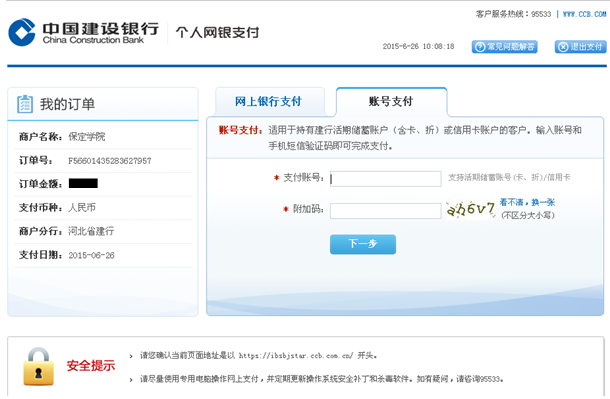 客户服务热线：95533 | WWW.CCB.COM
中国建设银行 个人网银支付
China Construction Bank
2015-6-26 10:08:18 常见问题解答 退出支付
我的订单
商户名称： 保定学院
订单号： F56601435283627957
订单金额：
支付币种： 人民币
商户分行： 河北省建行
支付日期： 2015-06-26
网上银行支付 账号支付
账号支付： 适用于持有建行活期储蓄账户（含卡、折）或信用卡账户的客户。输入账号和
手机短信验证码即可完成支付。
* 支付账号： 支持活期储蓄账号(卡、折)/信用卡
* 附加码： ah6v7 看不清，换一张
(不区分大小写)
下一步
安全提示
› 请您确认当前页面地址是以 https://ibsbjstar.ccb.com.cn/ 开头。
› 请尽量使用专用电脑操作网上支付，并定期更新操作系统安全补丁和杀毒软件。如有疑问，请咨询95533。